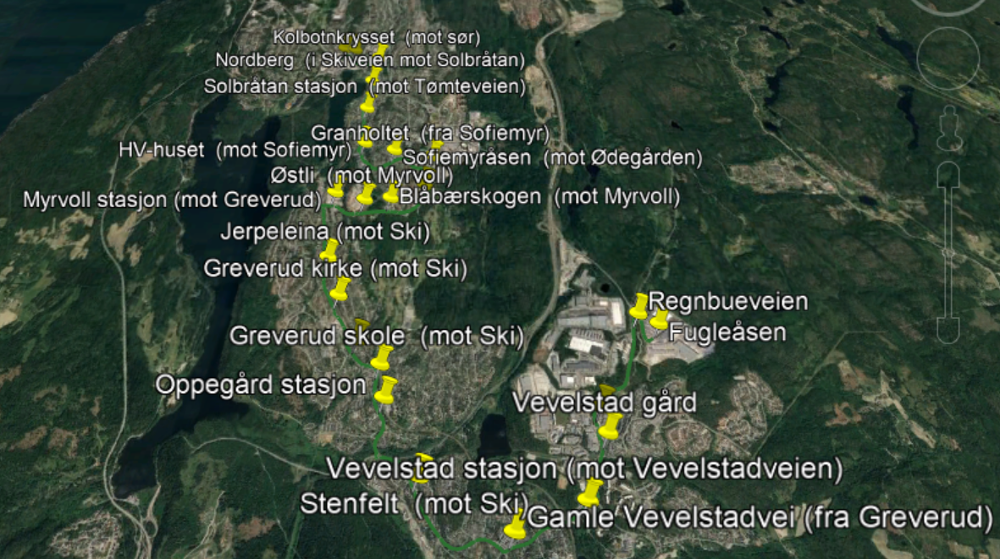 Kolbotnkrysset (mot sør)
Nordberg (i Skiveien mot Solbråtan)
Solbråtan stasjon (mot Tømteveien)
Granholtet (fra Sofiemyr)
HV-huset (mot Sofiemyr)
Sofiemyråsen (mot Ødegården)
Østli (mot Myrvoll)
Myrvoll stasjon (mot Greverud)
Blåbærskogen (mot Myrvoll)
Jerpeleina (mot Ski)
Greverud kirke (mot Ski)
Regnbueveien
Fugleåsen
Greverud skole (mot Ski)
Oppegård stasjon
Vevelstad gård
Vevelstad stasjon (mot Vevelstadveien)
Stenfelt (mot Ski)
Gamle Vevelstadvei (fra Greverud)